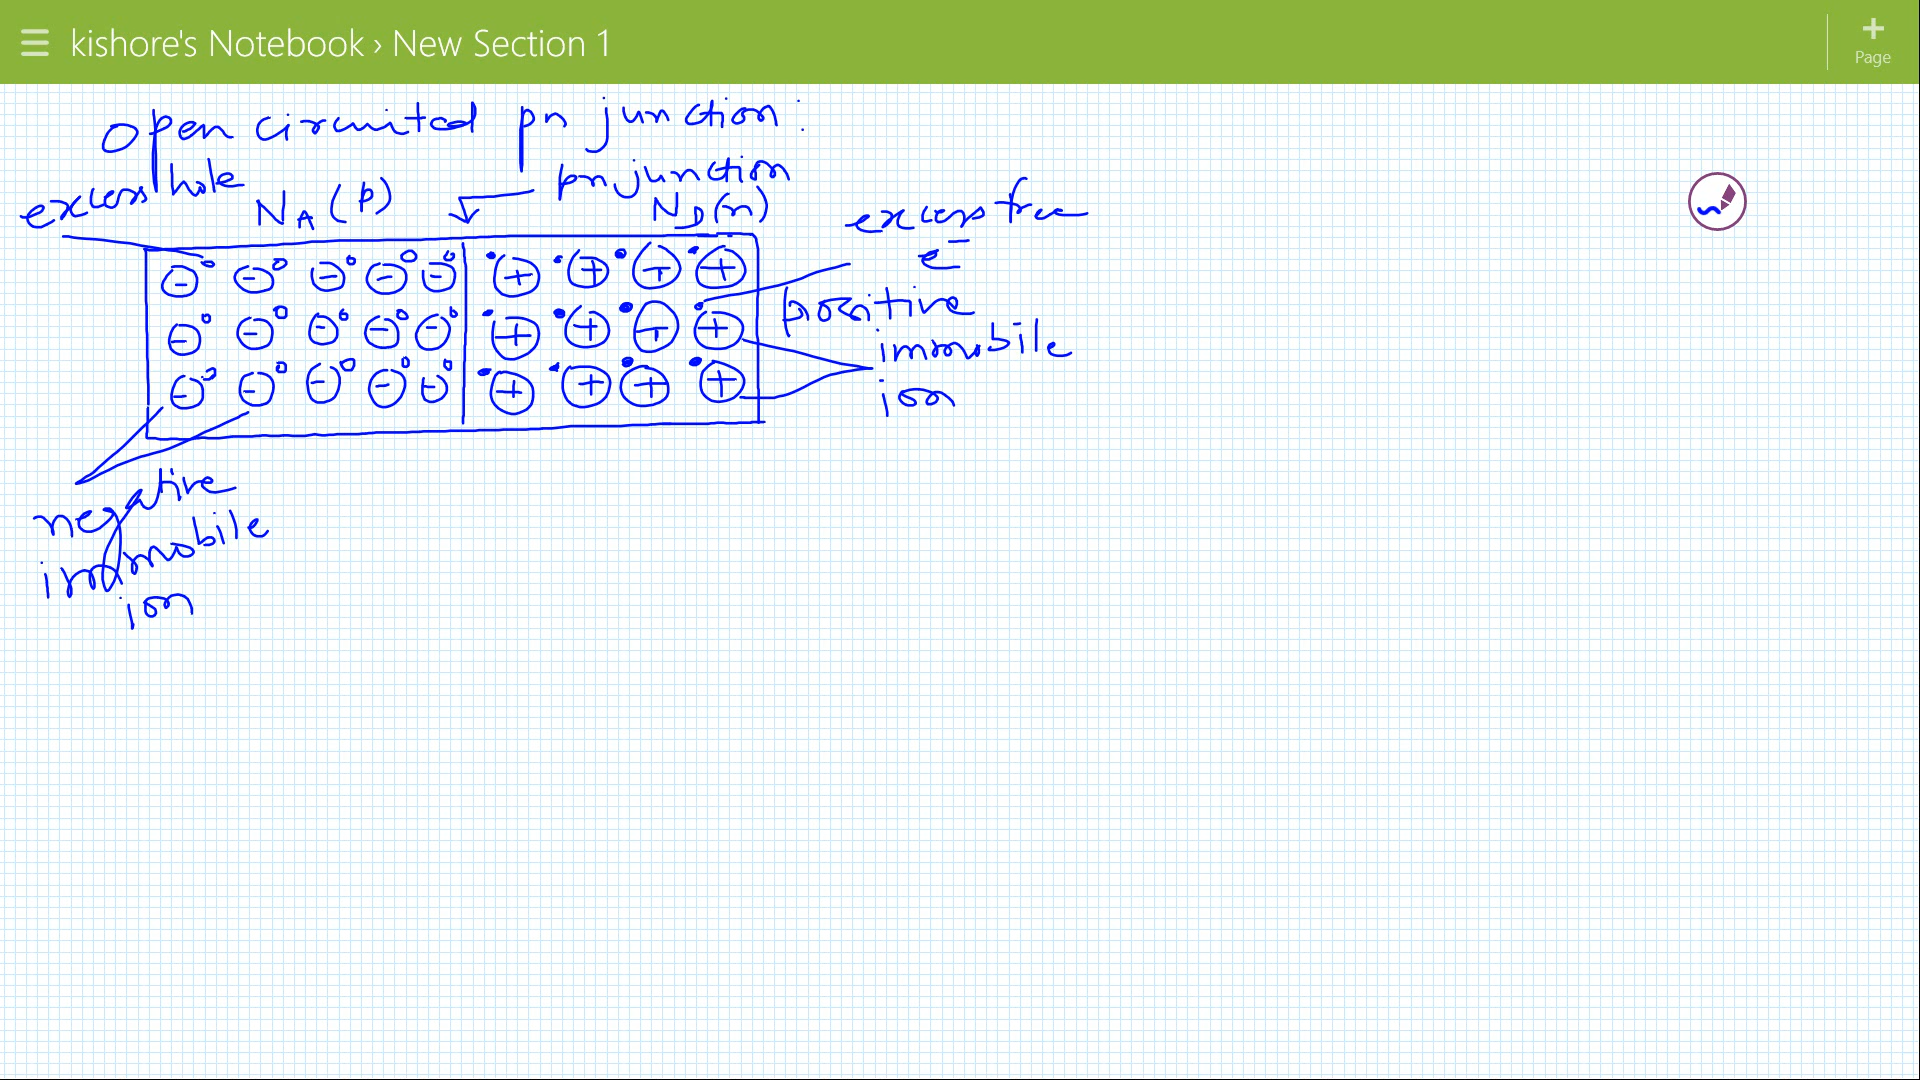 kishore's Notebook › New Section 1
Page
open circuited pn junction:
excess hole
NA (p)
pn junction
ND (n)
excess free
e-
positive
immobile
ion
negative
immobile
ion